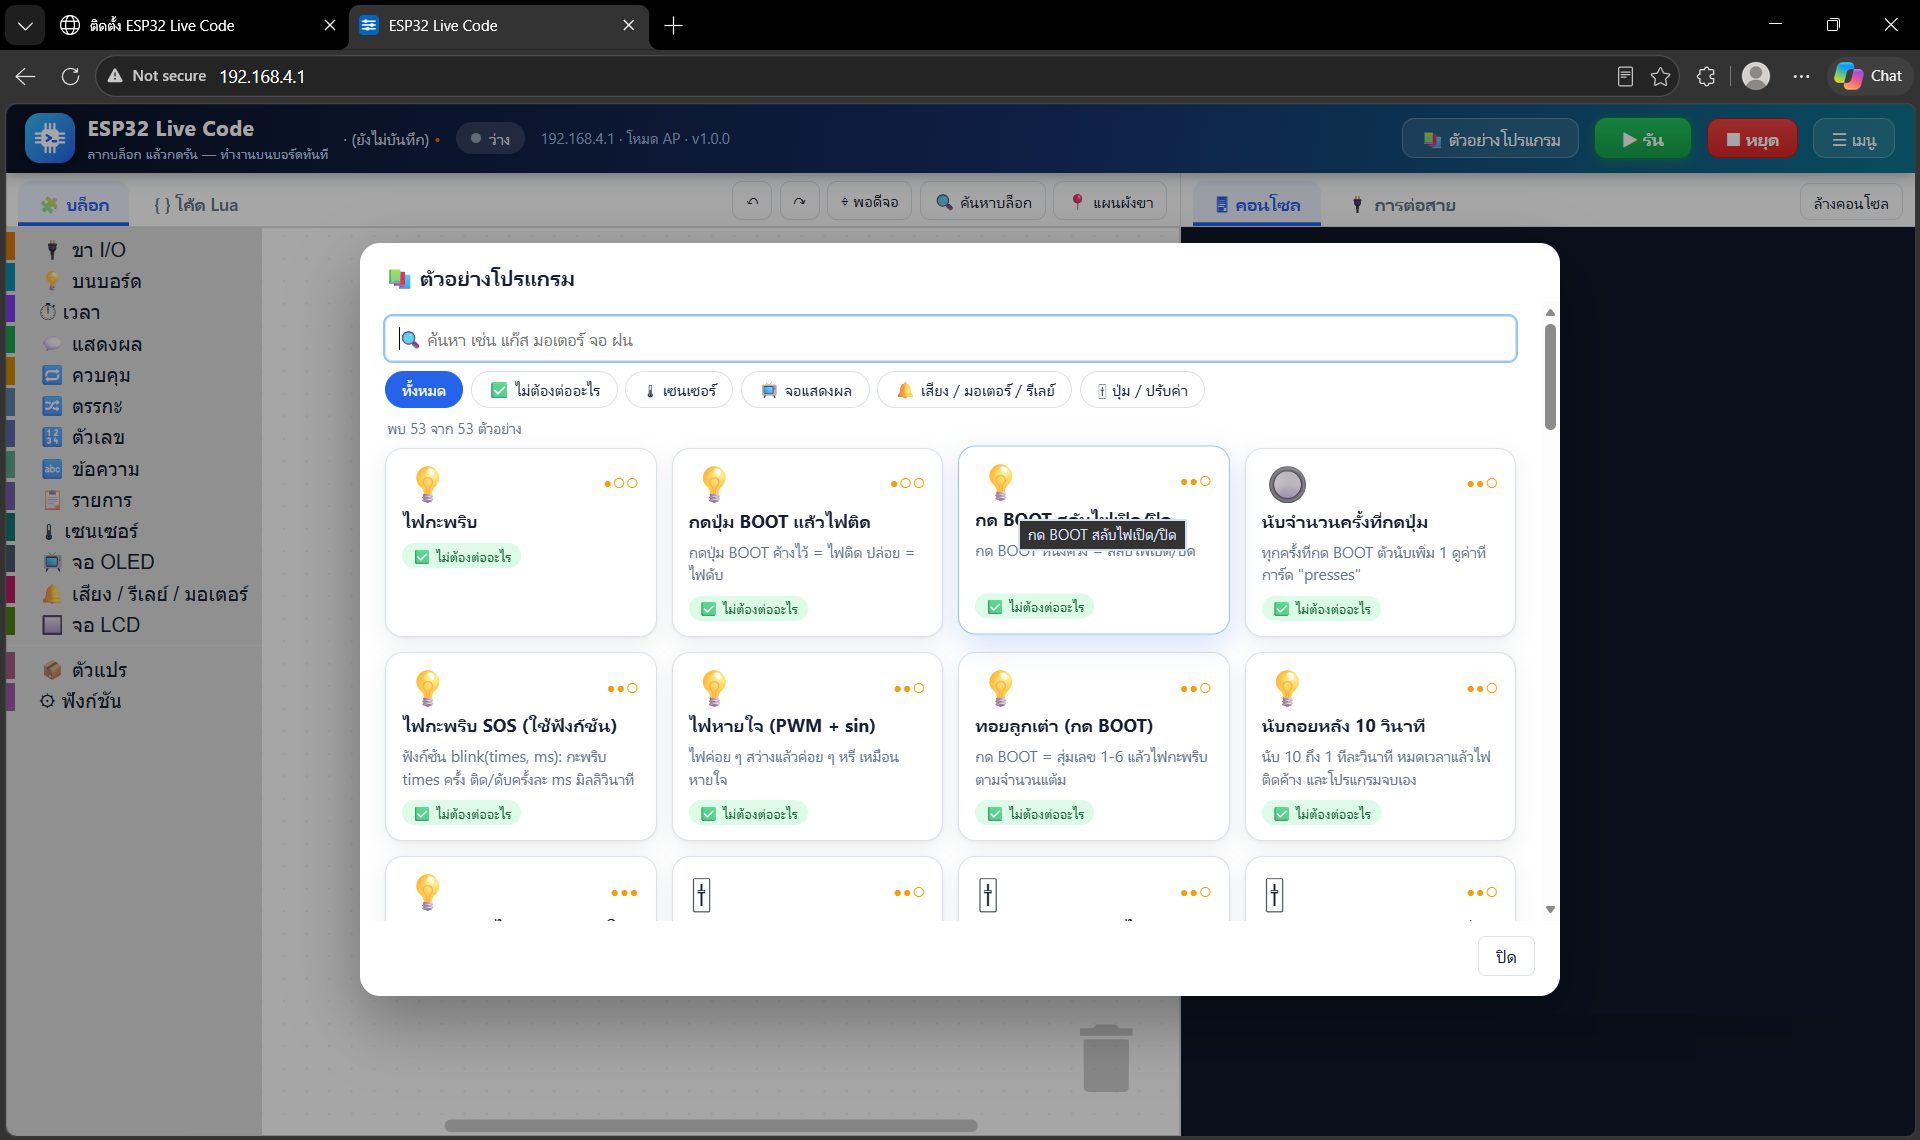 ติดตั้ง ESP32 Live Code
ESP32 Live Code
Not secure 192.168.4.1
Chat
ESP32 Live Code
ลากบล็อก แล้วกดรัน — ทำงานบนบอร์ดทันที
· (ยังไม่บันทึก) •
ว่าง
192.168.4.1 · โหมด AP · v1.0.0
ตัวอย่างโปรแกรม
รัน
หยุด
เมนู
บล็อก
{ } โค้ด Lua
พอดีจอ
ค้นหาบล็อก
แผนผังขา
คอนโซล
การต่อสาย
ล้างคอนโซล
ขา I/O
บนบอร์ด
เวลา
แสดงผล
ควบคุม
ตรรกะ
ตัวเลข
ข้อความ
รายการ
เซนเซอร์
จอ OLED
เสียง / รีเลย์ / มอเตอร์
จอ LCD
ตัวแปร
ฟังก์ชัน
ตัวอย่างโปรแกรม
ค้นหา เช่น แก๊ส มอเตอร์ จอ ฝน
ทั้งหมด
ไม่ต้องต่ออะไร
เซนเซอร์
จอแสดงผล
เสียง / มอเตอร์ / รีเลย์
ปุ่ม / ปรับค่า
พบ 53 จาก 53 ตัวอย่าง
ไฟกะพริบ
ไม่ต้องต่ออะไร
กดปุ่ม BOOT แล้วไฟติด
กดปุ่ม BOOT ค้างไว้ = ไฟติด ปล่อย =
ไฟดับ
ไม่ต้องต่ออะไร
กด BOOT สลับไฟเปิด/ปิด
กด BOOT สลับไฟเปิด/ปิด
กด BOOT หนึ่งครั้ง = สลับไฟเปิด/ปิด
ไม่ต้องต่ออะไร
นับจำนวนครั้งที่กดปุ่ม
ทุกครั้งที่กด BOOT ตัวนับเพิ่ม 1 ดูค่าที่
การ์ด "presses"
ไม่ต้องต่ออะไร
ไฟกะพริบ SOS (ใช้ฟังก์ชัน)
ฟังก์ชัน blink(times, ms): กะพริบ
times ครั้ง ติด/ดับครั้งละ ms มิลลิวินาที
ไม่ต้องต่ออะไร
ไฟหายใจ (PWM + sin)
ไฟค่อย ๆ สว่างแล้วค่อย ๆ หรี่ เหมือน
หายใจ
ไม่ต้องต่ออะไร
ทอยลูกเต๋า (กด BOOT)
กด BOOT = สุ่มเลข 1-6 แล้วไฟกะพริบ
ตามจำนวนแต้ม
ไม่ต้องต่ออะไร
นับถอยหลัง 10 วินาที
นับ 10 ถึง 1 ทีละวินาที หมดเวลาแล้วไฟ
ติดค้าง และโปรแกรมจบเอง
ไม่ต้องต่ออะไร
ปิด